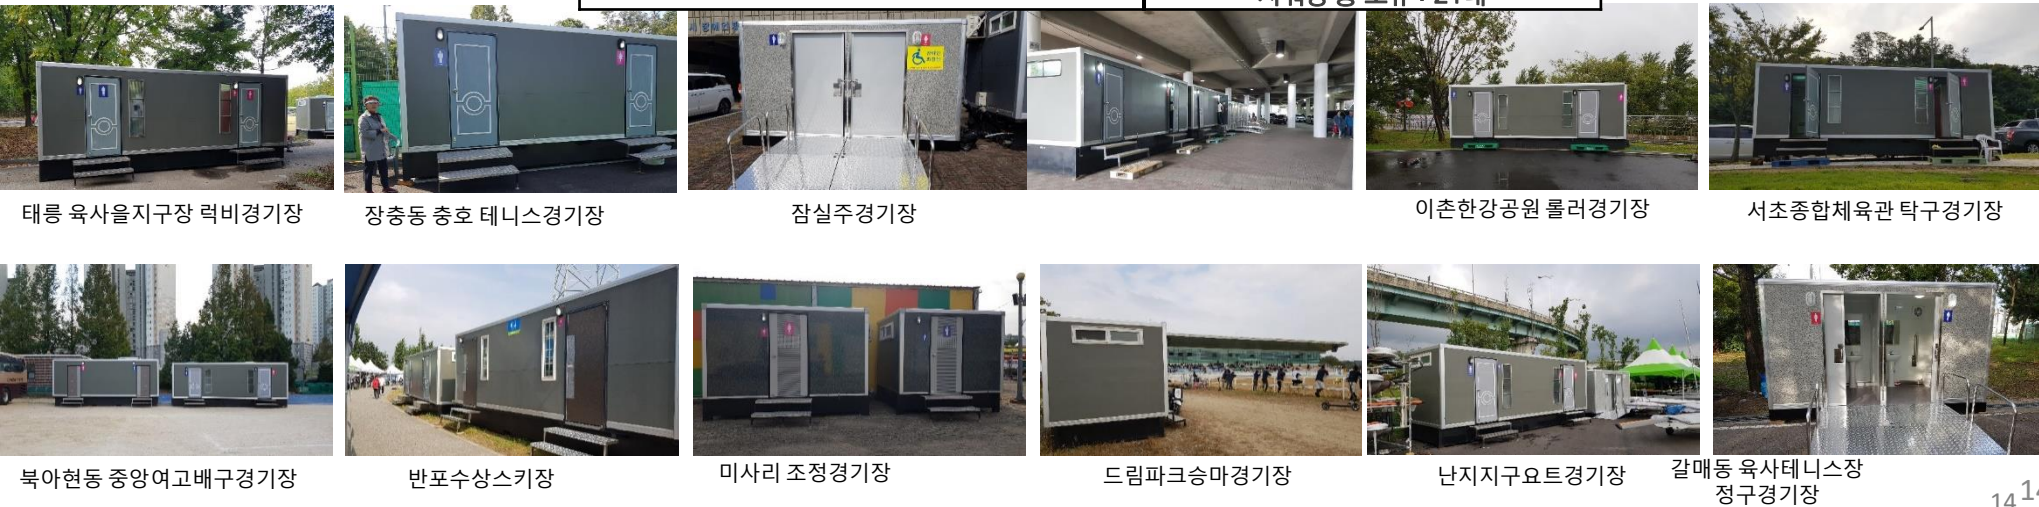 태릉 육사을지구장 럭비경기장
장충동 충호 테니스경기장
잠실주경기장
이촌한강공원 롤러경기장
서초종합체육관 탁구경기장
북아현동 중앙여고배구경기장
반포수상스키장
미사리 조정경기장
드림파크승마경기장
난지지구요트경기장
갈매동 육사테니스장
정구경기장
14